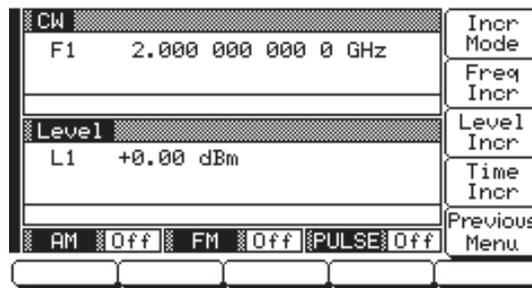 CW
F1 2.000 000 000 0 GHz
Level
L1 +0.00 dBm
AM Off FM Off PULSE Off
Incr
Mode
Freq
Incr
Level
Incr
Time
Incr
Previous
Menu